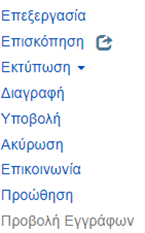 Επεξεργασία
Επισκόπηση
Εκτύπωση
Διαγραφή
Υποβολή
Ακύρωση
Επικοινωνία
Προώθηση
Προβολή Εγγράφων